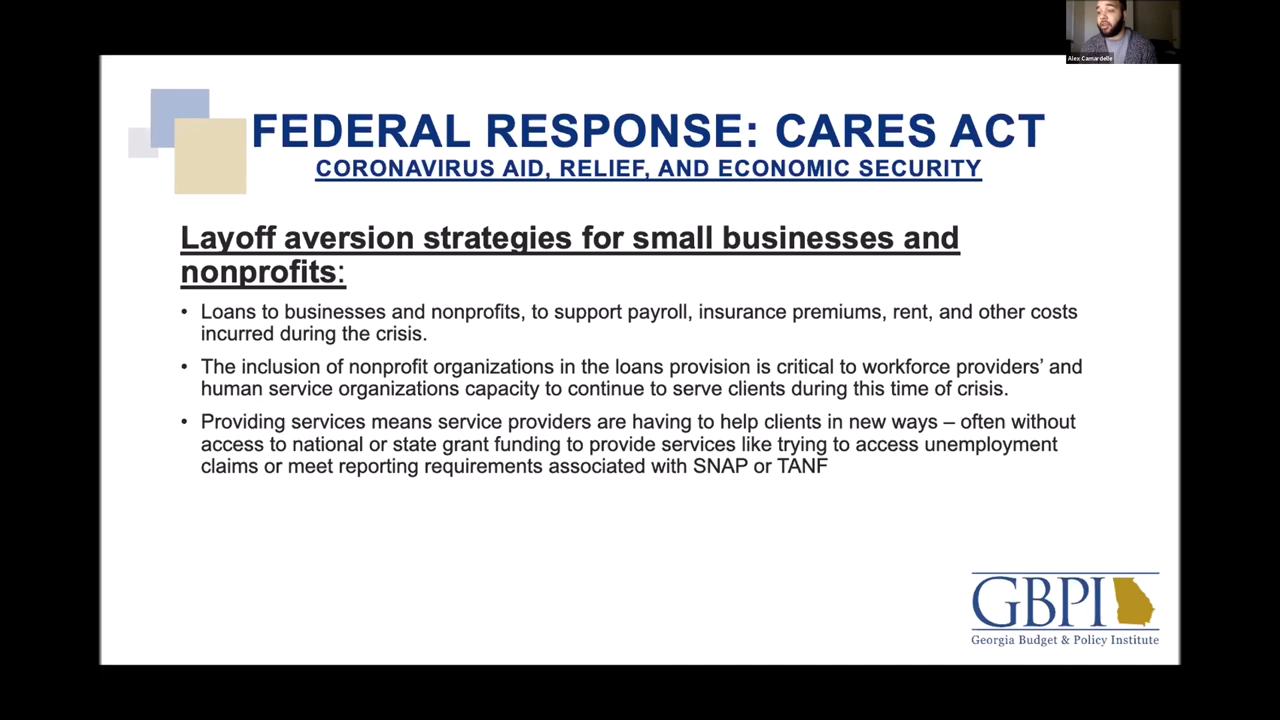 Alex Camardelle
FEDERAL RESPONSE: CARES ACT
CORONAVIRUS AID, RELIEF, AND ECONOMIC SECURITY
Layoff aversion strategies for small businesses and
nonprofits:
• Loans to businesses and nonprofits, to support payroll, insurance premiums, rent, and other costs
incurred during the crisis.
• The inclusion of nonprofit organizations in the loans provision is critical to workforce providers’ and
human service organizations capacity to continue to serve clients during this time of crisis.
• Providing services means service providers are having to help clients in new ways – often without
access to national or state grant funding to provide services like trying to access unemployment
claims or meet reporting requirements associated with SNAP or TANF
GBPI
Georgia Budget & Policy Institute